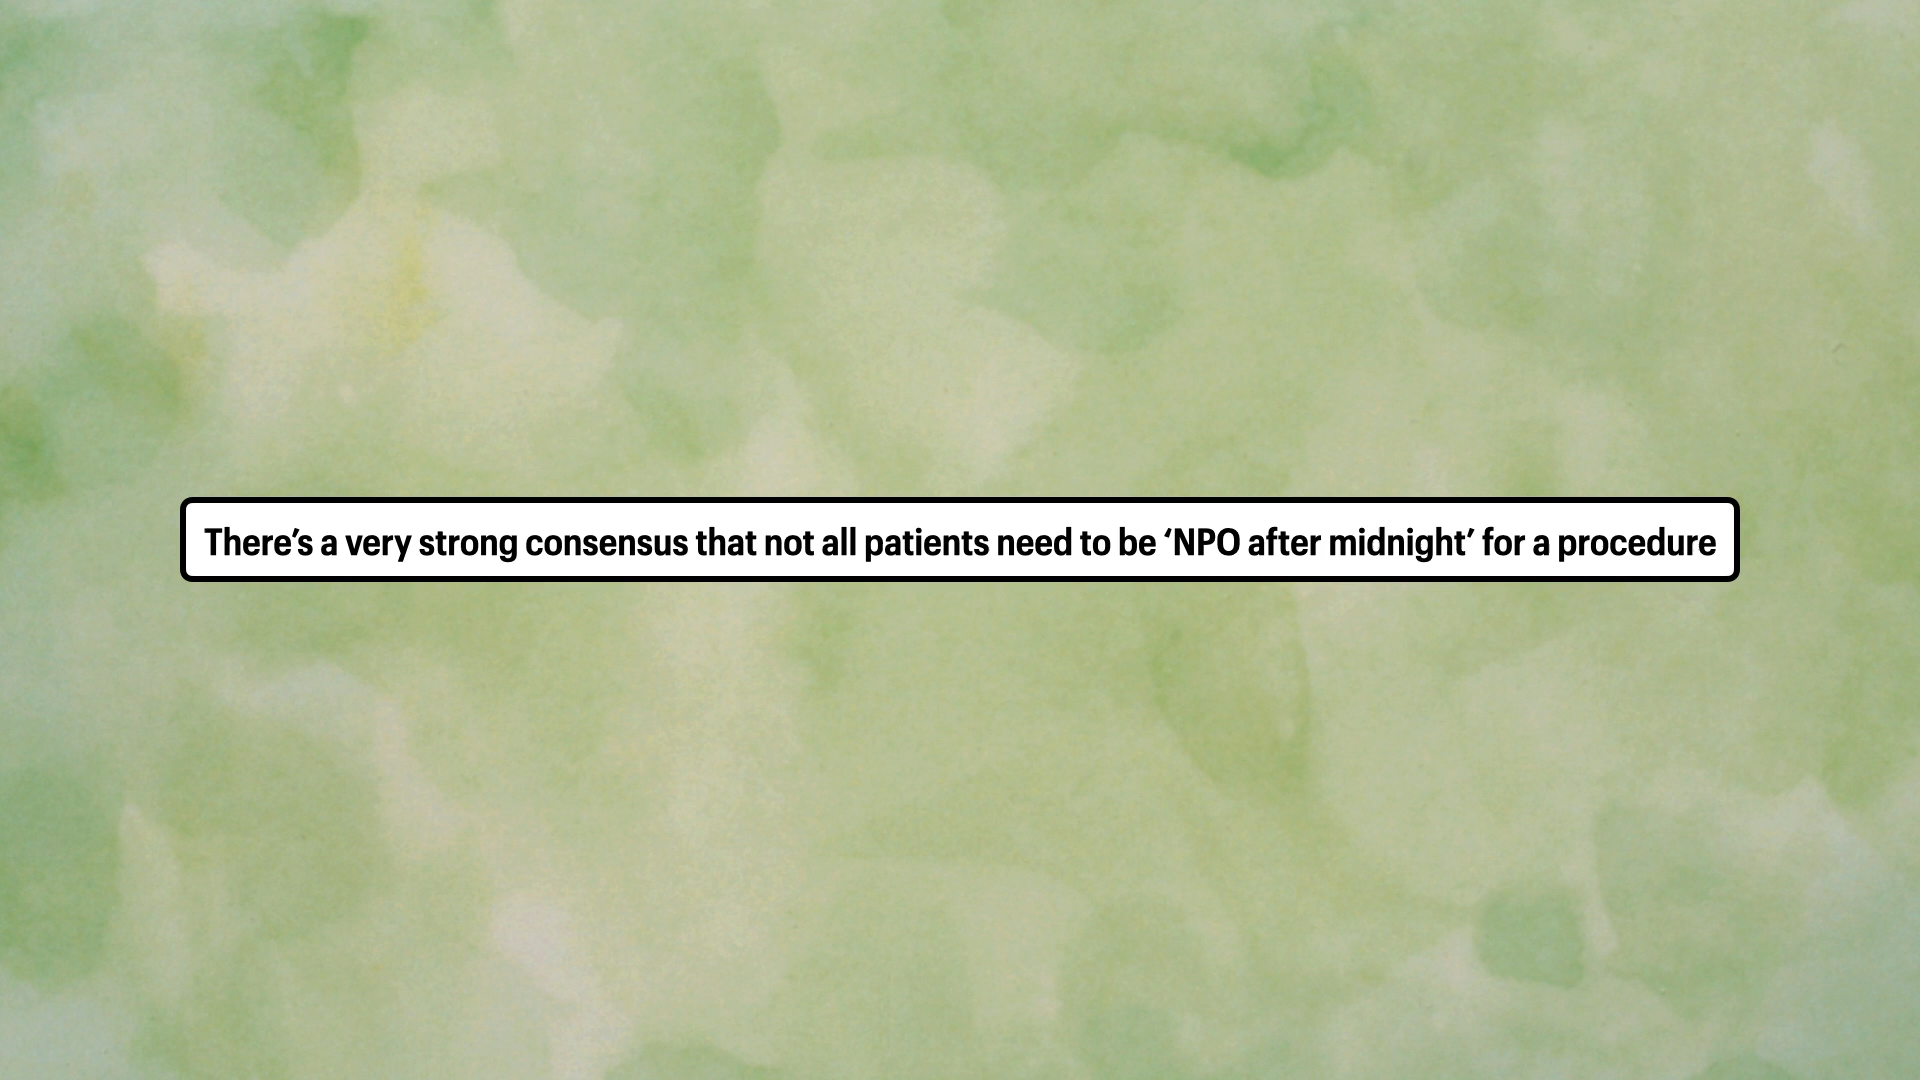 There’s a very strong consensus that not all patients need to be ‘NPO after midnight’ for a procedure